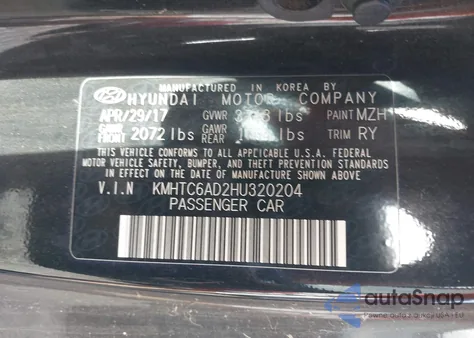 MANUFACTURED IN KOREA BY
HYUNDAI MOTOR COMPANY
APR/29/17 GVWR lbs PAINT MZH
GAWR FRONT 2072 lbs GAWR lbs TRIM RY
THIS VEHICLE CONFORMS TO ALL APPLICABLE U.S.A. FEDERAL
MOTOR VEHICLE SAFETY, BUMPER, AND THEFT PREVENTION
STANDARDS IN EFFECT ON THE DATE OF MANUFACTURE SHOWN ABOVE.
V.I.N KMHTC6AD2HU320204
PASSENGER CAR
autoSnap